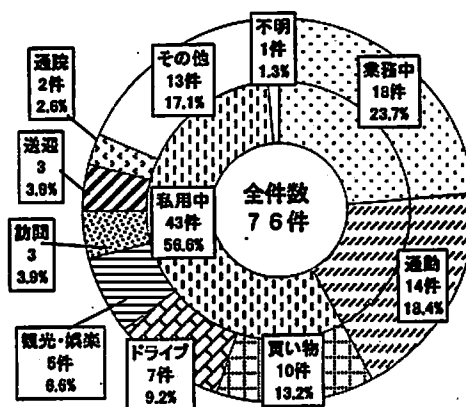 不明
1件
1.3%
業務中
18件
23.7%
通勤
14件
18.4%
買い物
10件
13.2%
ドライブ
7件
9.2%
観光・娯楽
5件
6.6%
訪問
3
3.9%
送迎
3
3.9%
通院
2件
2.6%
その他
13件
17.1%
私用中
43件
56.6%
全件数
76件